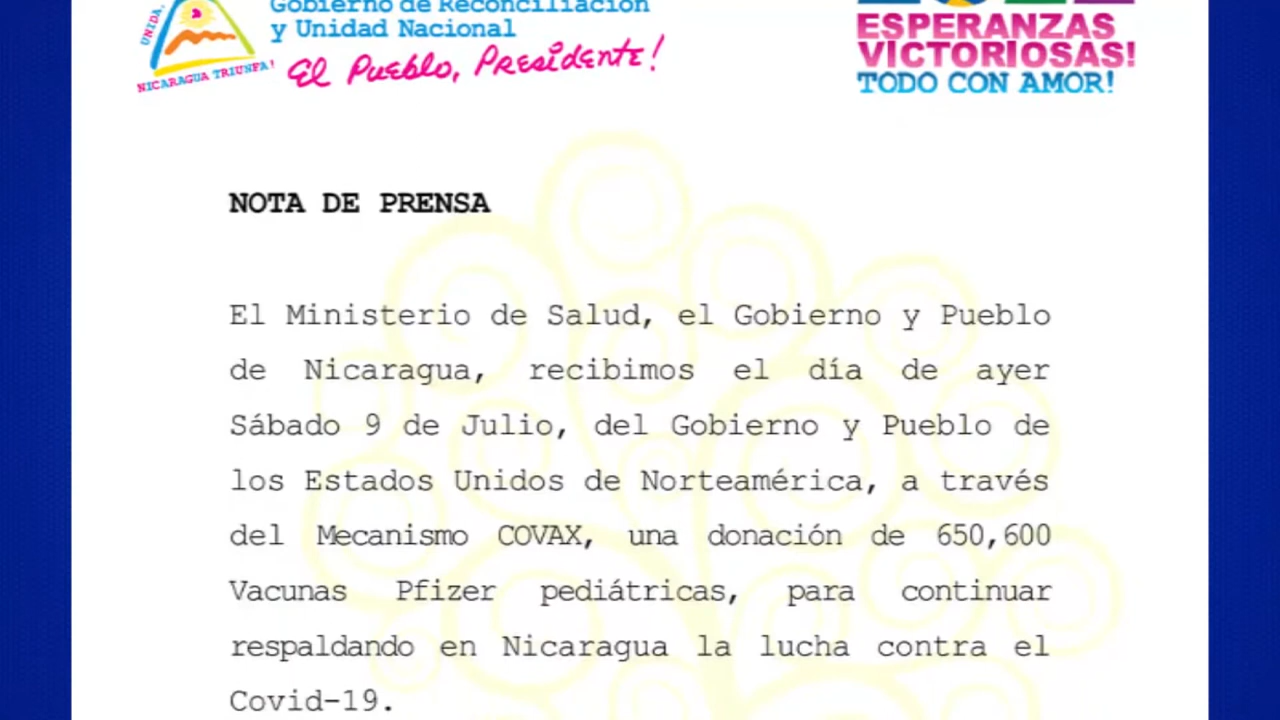 Gobierno de Reconciliación
y Unidad Nacional
El Pueblo, Presidente!
UNIDA,
NICARAGUA TRIUNFA!
ESPERANZAS
VICTORIOSAS!
TODO CON AMOR!
NOTA DE PRENSA
El Ministerio de Salud, el Gobierno y Pueblo
de Nicaragua, recibimos el día de ayer
Sábado 9 de Julio, del Gobierno y Pueblo de
los Estados Unidos de Norteamérica, a través
del Mecanismo COVAX, una donación de 650,600
Vacunas Pfizer pediátricas, para continuar
respaldando en Nicaragua la lucha contra el
Covid-19.